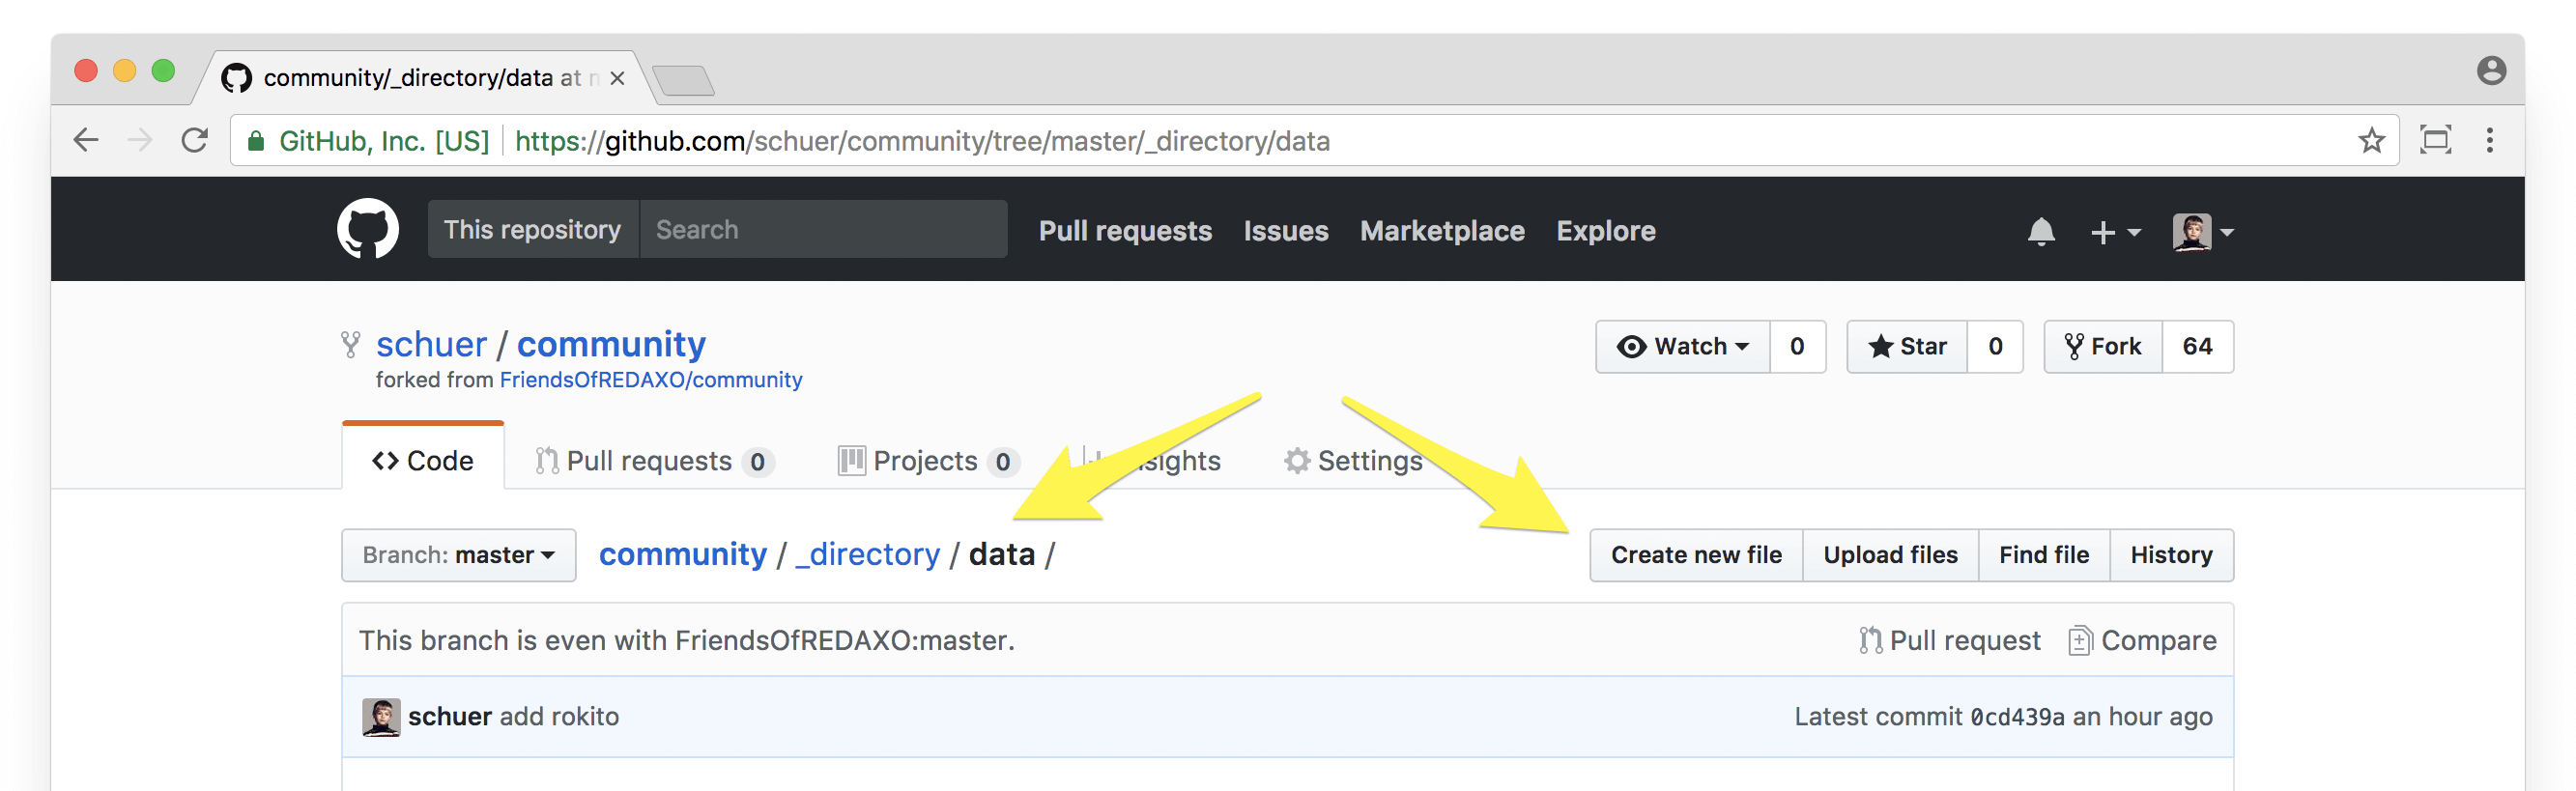 community/_directory/data at
GitHub, Inc. [US] https://github.com/schuer/community/tree/master/_directory/data
This repository Search Pull requests Issues Marketplace Explore
schuer / community Watch 0 Star 0 Fork 64
forked from FriendsOfREDAXO/community
Code Pull requests 0 Projects 0 Settings
Branch: master community / _directory / data / Create new file Upload files Find file History
This branch is even with FriendsOfREDAXO:master. Pull request Compare
schuer add rokito Latest commit 0cd439a an hour ago